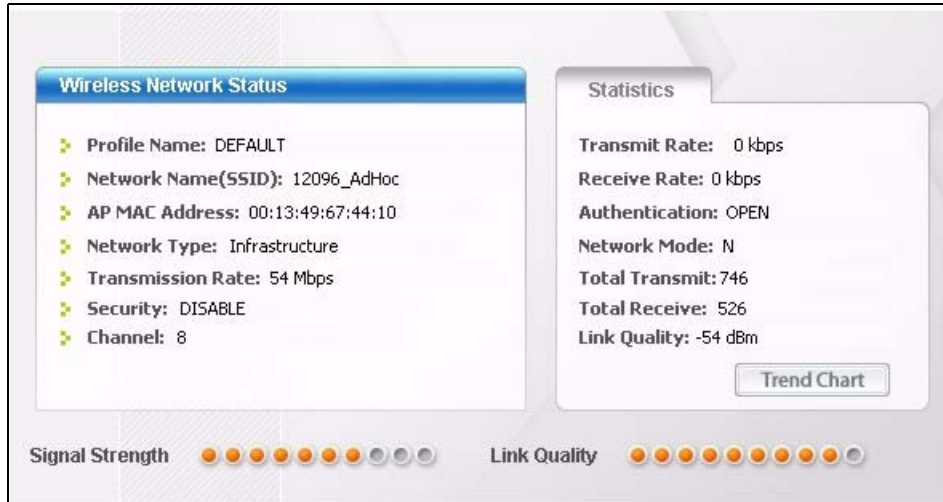 Wireless Network Status
Profile Name: DEFAULT
Network Name(SSID): 12096_AdHoc
AP MAC Address: 00:13:49:67:44:10
Network Type: Infrastructure
Transmission Rate: 54 Mbps
Security: DISABLE
Channel: 8
Statistics
Transmit Rate: 0 kbps
Receive Rate: 0 kbps
Authentication: OPEN
Network Mode: N
Total Transmit: 746
Total Receive: 526
Link Quality: -54 dBm
Trend Chart
Signal Strength
Link Quality